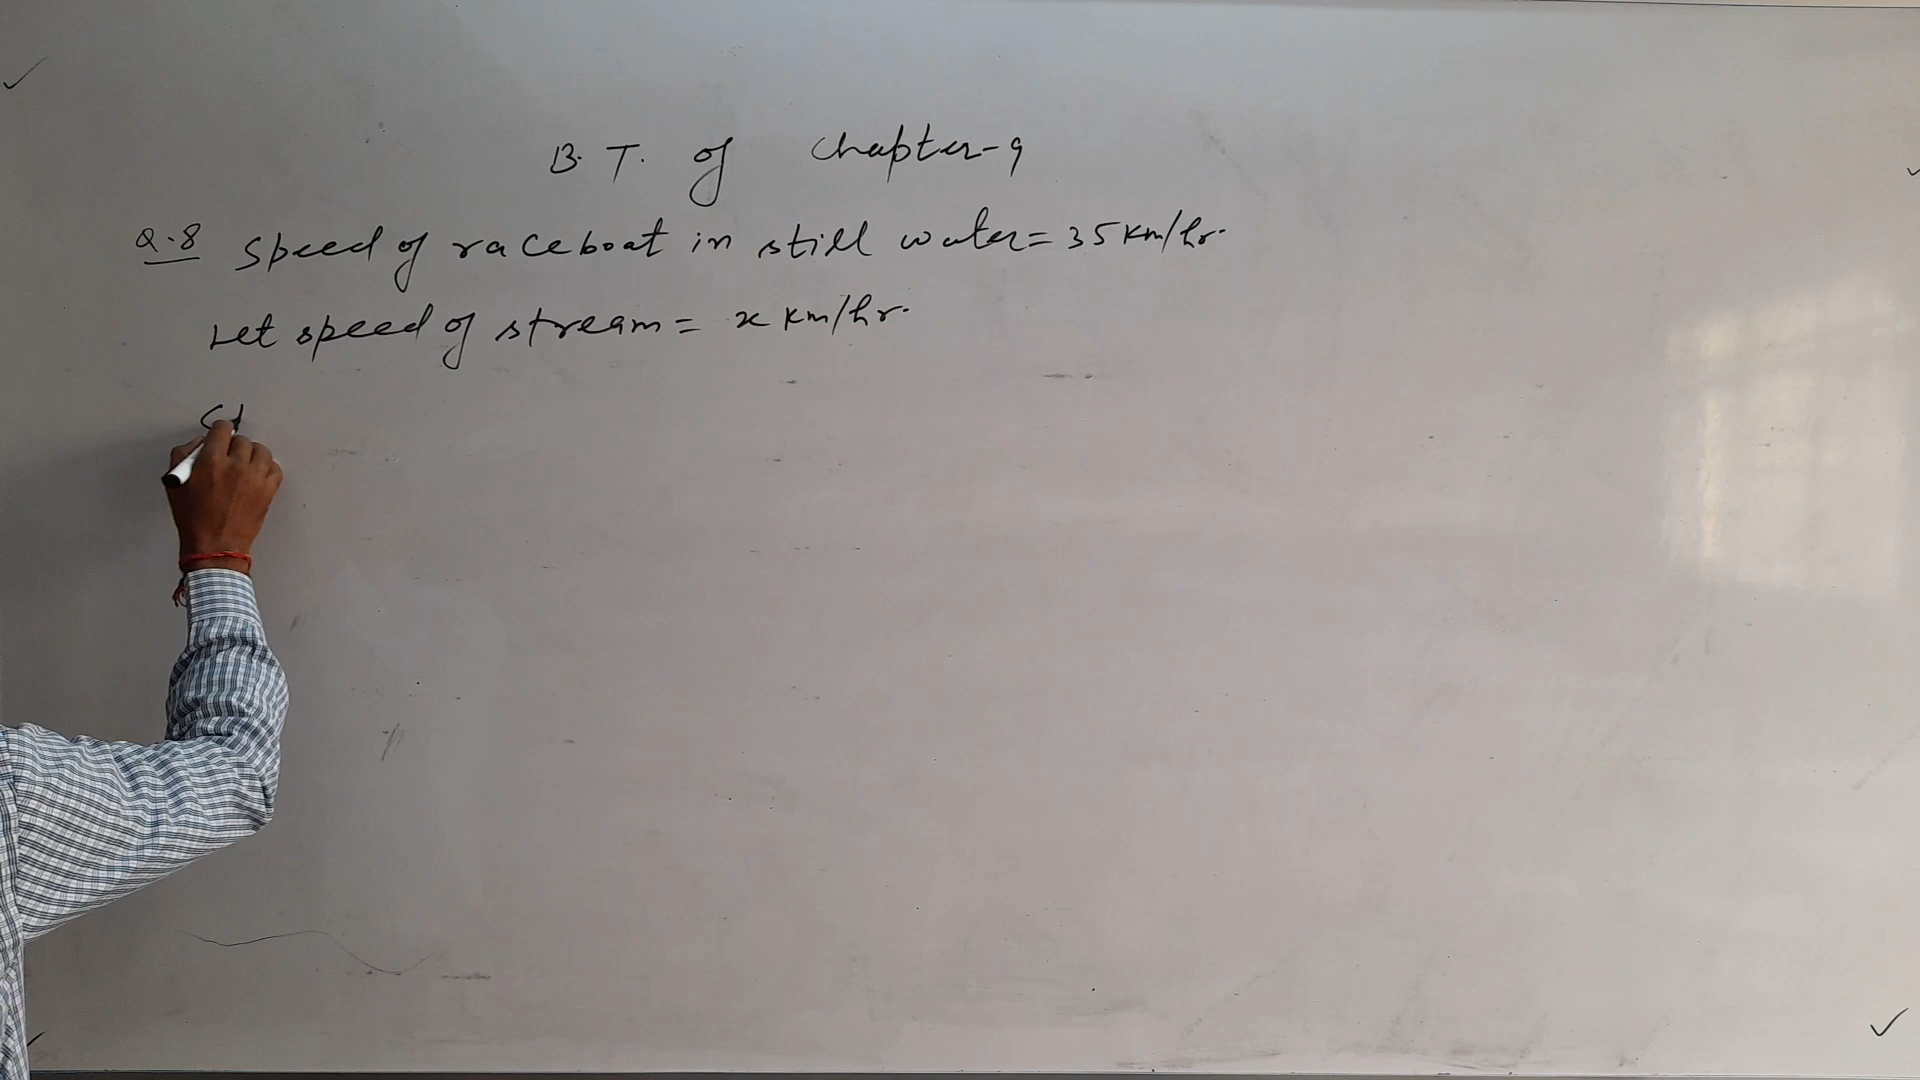 B. T. of Chapter-9
Q.8 Speed of raceboat in still water = 35 km/hr.
Let speed of stream = x km/hr.